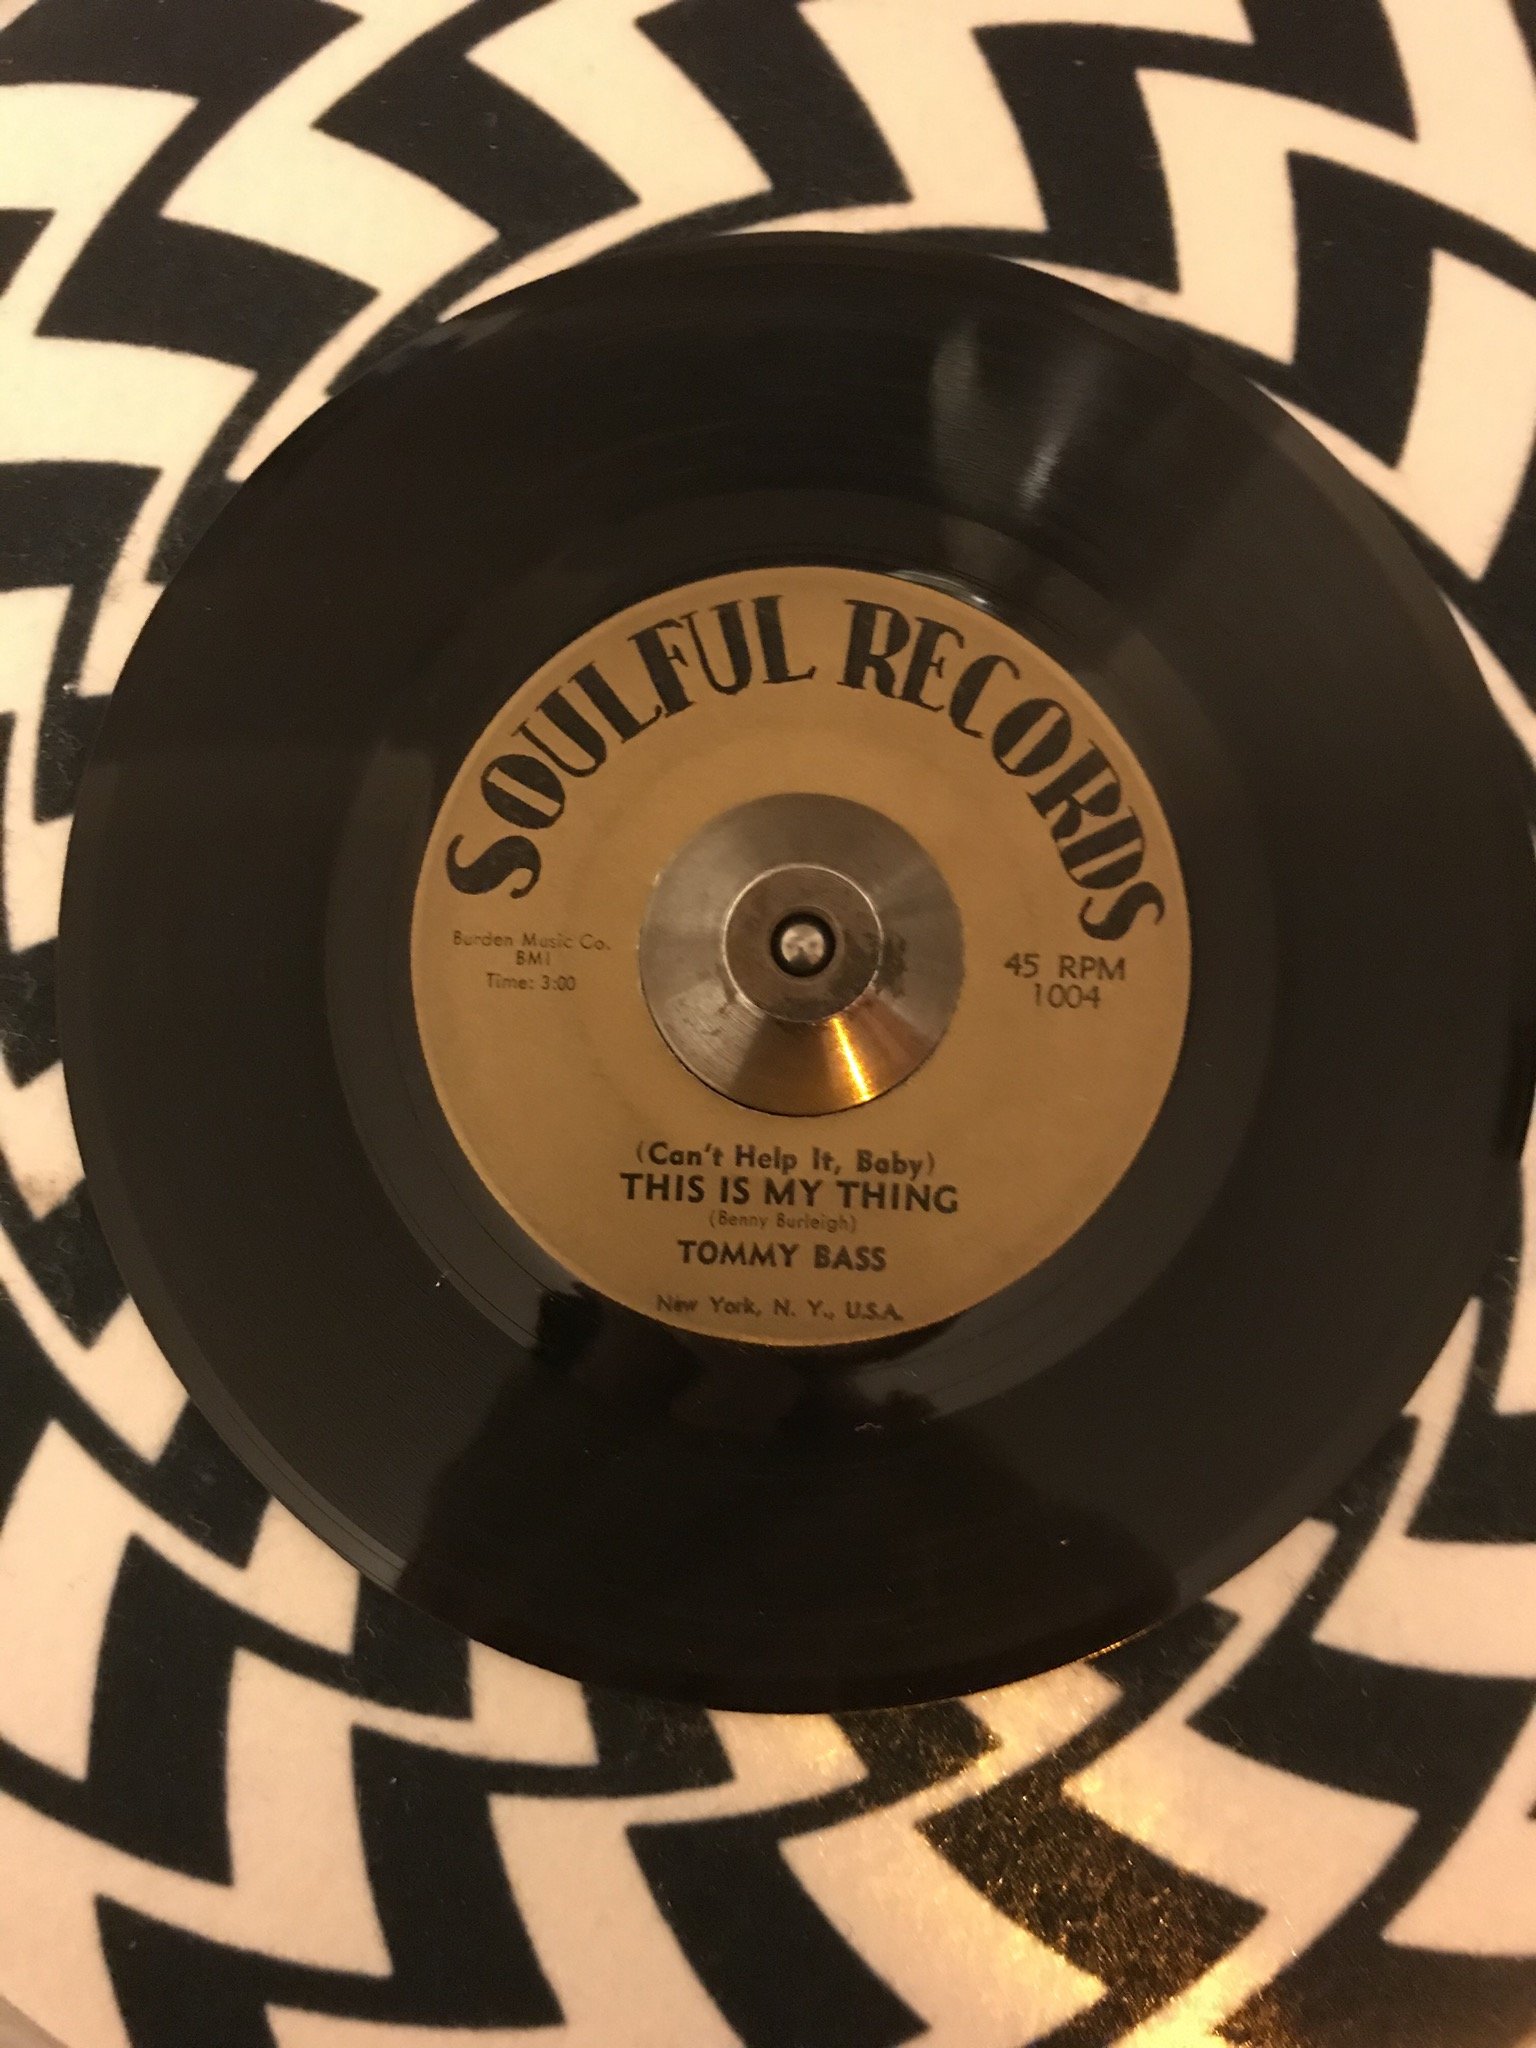 SOULFUL RECORDS
Burden Music Co.
BMI
Time: 3:00
45 RPM
1004
(Can't Help It, Baby)
THIS IS MY THING
(Benny Burleigh)
TOMMY BASS
New York, N. Y., U.S.A.